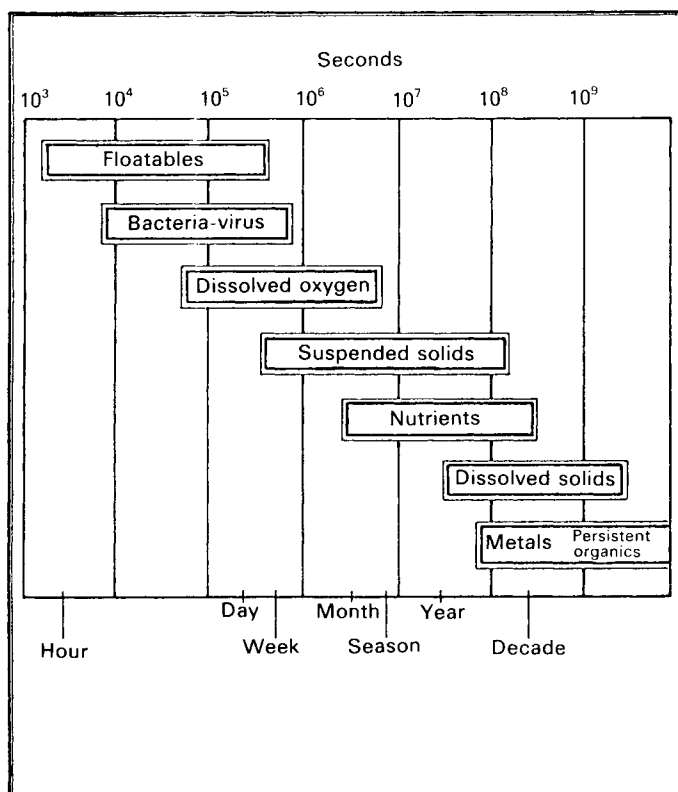 Seconds
10³ 10⁴ 10⁵ 10⁶ 10⁷ 10⁸ 10⁹
Floatables
Bacteria-virus
Dissolved oxygen
Suspended solids
Nutrients
Dissolved solids
Metals Persistent
organics
Day Month Year
Hour Week Season Decade